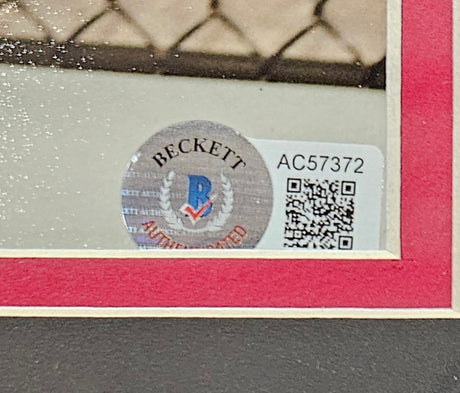 BECKETT
B
AUTHENTICATED
AC57372